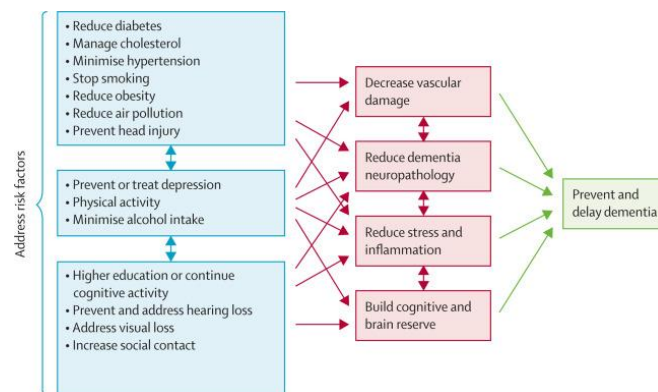 Address risk factors
• Reduce diabetes
• Manage cholesterol
• Minimise hypertension
• Stop smoking
• Reduce obesity
• Reduce air pollution
• Prevent head injury
• Prevent or treat depression
• Physical activity
• Minimise alcohol intake
• Higher education or continue
cognitive activity
• Prevent and address hearing loss
• Address visual loss
• Increase social contact
Decrease vascular
damage
Reduce dementia
neuropathology
Reduce stress and
inflammation
Build cognitive and
brain reserve
Prevent and
delay dementia